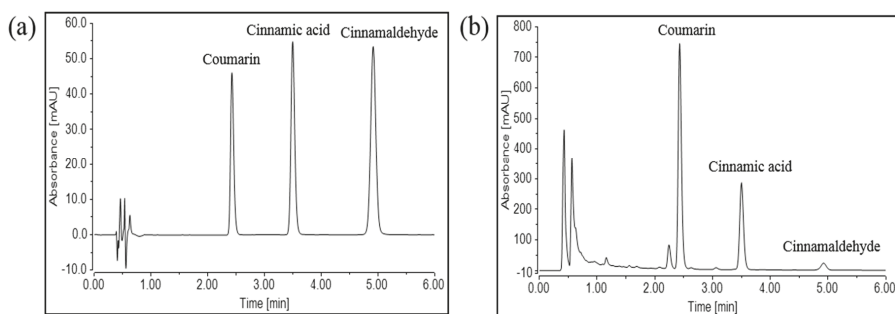 (a)
60.0
50.0
40.0
30.0
20.0
10.0
0.0
-10.0
Absorbance [mAU]
Coumarin
Cinnamic acid
Cinnamaldehyde
0.00 1.00 2.00 3.00 4.00 5.00 6.00
Time [min]
(b)
800
700
600
500
400
300
200
100
-10
Absorbance [mAU]
Coumarin
Cinnamic acid
Cinnamaldehyde
0.00 1.00 2.00 3.00 4.00 5.00 6.00
Time [min]